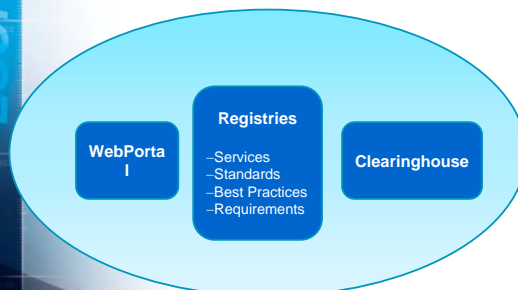 WebPorta
l
Registries
–Services
–Standards
–Best Practices
–Requirements
Clearinghouse